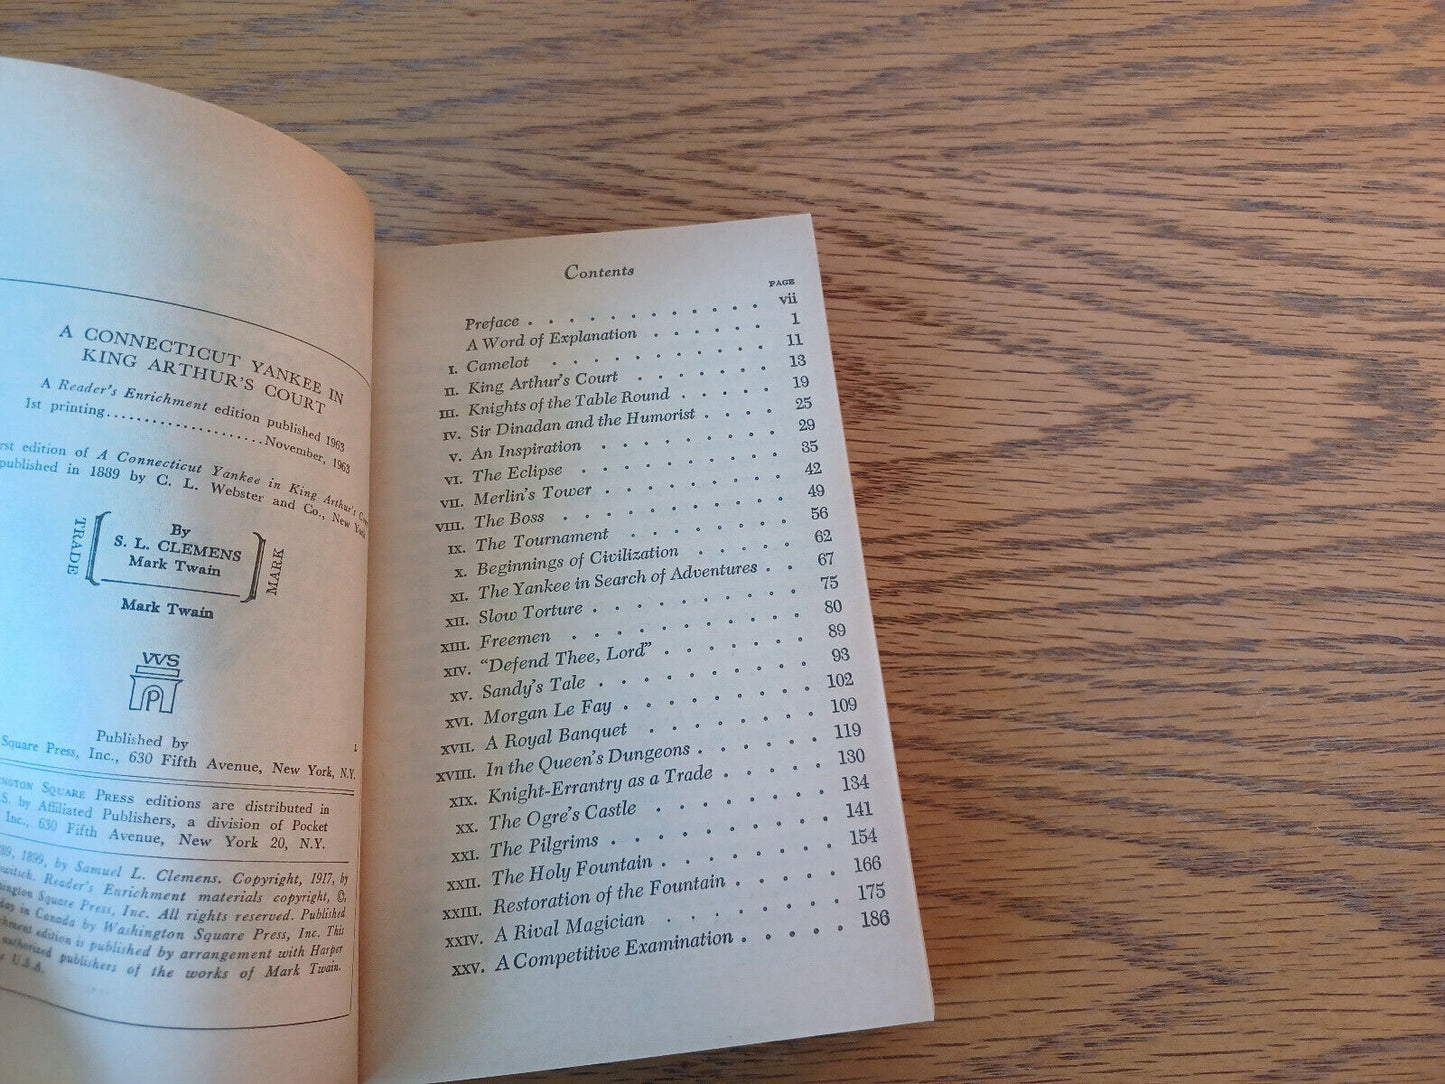 A CONNECTICUT YANKEE IN
KING ARTHUR'S COURT
A Reader's Enrichment edition published 1963
1st printing....................November, 1963
edition of A Connecticut Yankee in King Arthur's
published in 1889 by C. L. Webster and Co., New York
TRADE
By
S. L. CLEMENS
Mark Twain
MARK
Mark Twain
WSP
Published by
1
Square Press, Inc., 630 Fifth Avenue, New York, N.Y.
SQUARE PRESS editions are distributed in
by Affiliated Publishers, a division of Pocket
Inc., 630 Fifth Avenue, New York 20, N.Y.
1899, by Samuel L. Clemens. Copyright, 1917, by
Reader's Enrichment materials copyright, ©,
Square Press, Inc. All rights reserved. Published
in Canada by Washington Square Press, Inc. This
edition is published by arrangement with Harper
authorized publishers of the works of Mark Twain.
U.S.A.
Contents
PAGE
Preface . . . . . . . . . . . . vii
A Word of Explanation . . . . . . 1
I. Camelot . . . . . . . . . . 11
II. King Arthur's Court . . . . . . . 13
III. Knights of the Table Round . . . . . 19
IV. Sir Dinadan and the Humorist . . . . 25
V. An Inspiration . . . . . . . . 29
VI. The Eclipse . . . . . . . . . 35
VII. Merlin's Tower . . . . . . . . 42
VIII. The Boss . . . . . . . . . . 49
IX. The Tournament . . . . . . . . 56
X. Beginnings of Civilization . . . . . 62
XI. The Yankee in Search of Adventures . . 67
XII. Slow Torture . . . . . . . . . 75
XIII. Freemen . . . . . . . . . . 80
XIV. "Defend Thee, Lord" . . . . . . . 89
XV. Sandy's Tale . . . . . . . . . 93
XVI. Morgan Le Fay . . . . . . . . 102
XVII. A Royal Banquet . . . . . . . . 109
XVIII. In the Queen's Dungeons . . . . . . 119
XIX. Knight-Errantry as a Trade . . . . . 130
XX. The Ogre's Castle . . . . . . . 134
XXI. The Pilgrims . . . . . . . . . 141
XXII. The Holy Fountain . . . . . . . 154
XXIII. Restoration of the Fountain . . . . . 166
XXIV. A Rival Magician . . . . . . . . 175
XXV. A Competitive Examination . . . . . 186